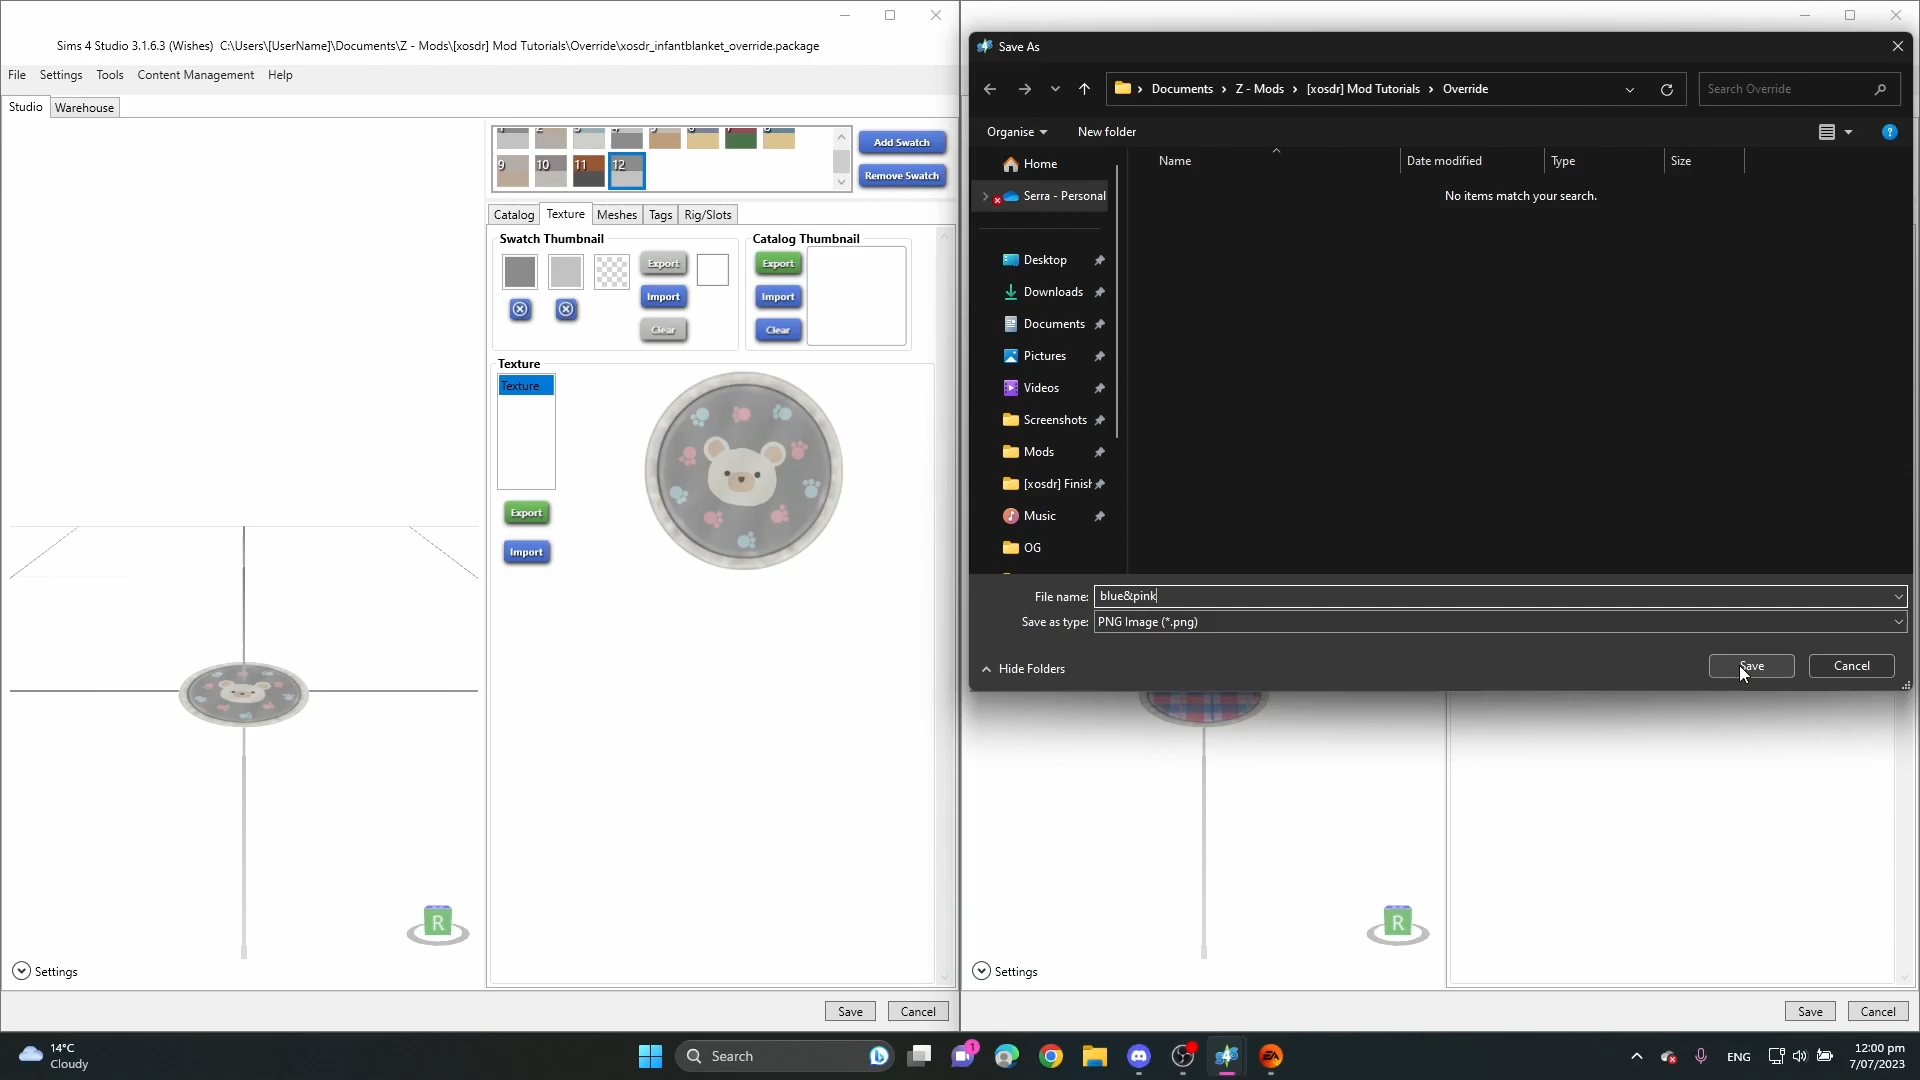 Sims 4 Studio 3.1.6.3 (Wishes) C:\Users\[UserName]\Documents\Z - Mods\[xosdr] Mod Tutorials\Override\xosdr_infantblanket_override.package
File Settings Tools Content Management Help
Studio Warehouse
9 10 11 12
Add Swatch
Remove Swatch
Catalog Texture Meshes Tags Rig/Slots
Swatch Thumbnail
Export
Import
Clear
Catalog Thumbnail
Export
Import
Clear
Texture
Texture
Export
Import
R
Settings
Save Cancel
Save As
Documents Z - Mods [xosdr] Mod Tutorials Override
Search Override
Organise New folder
Name Date modified Type Size
No items match your search.
Home
Serra - Personal
Desktop
Downloads
Documents
Pictures
Videos
Screenshots
Mods
[xosdr] Finish
Music
OG
File name: blue&pink
Save as type: PNG Image (*.png)
Hide Folders
Save Cancel
R
Settings
Save Cancel
14°C
Cloudy
Search
1
EA
ENG
12:00 pm
7/07/2023